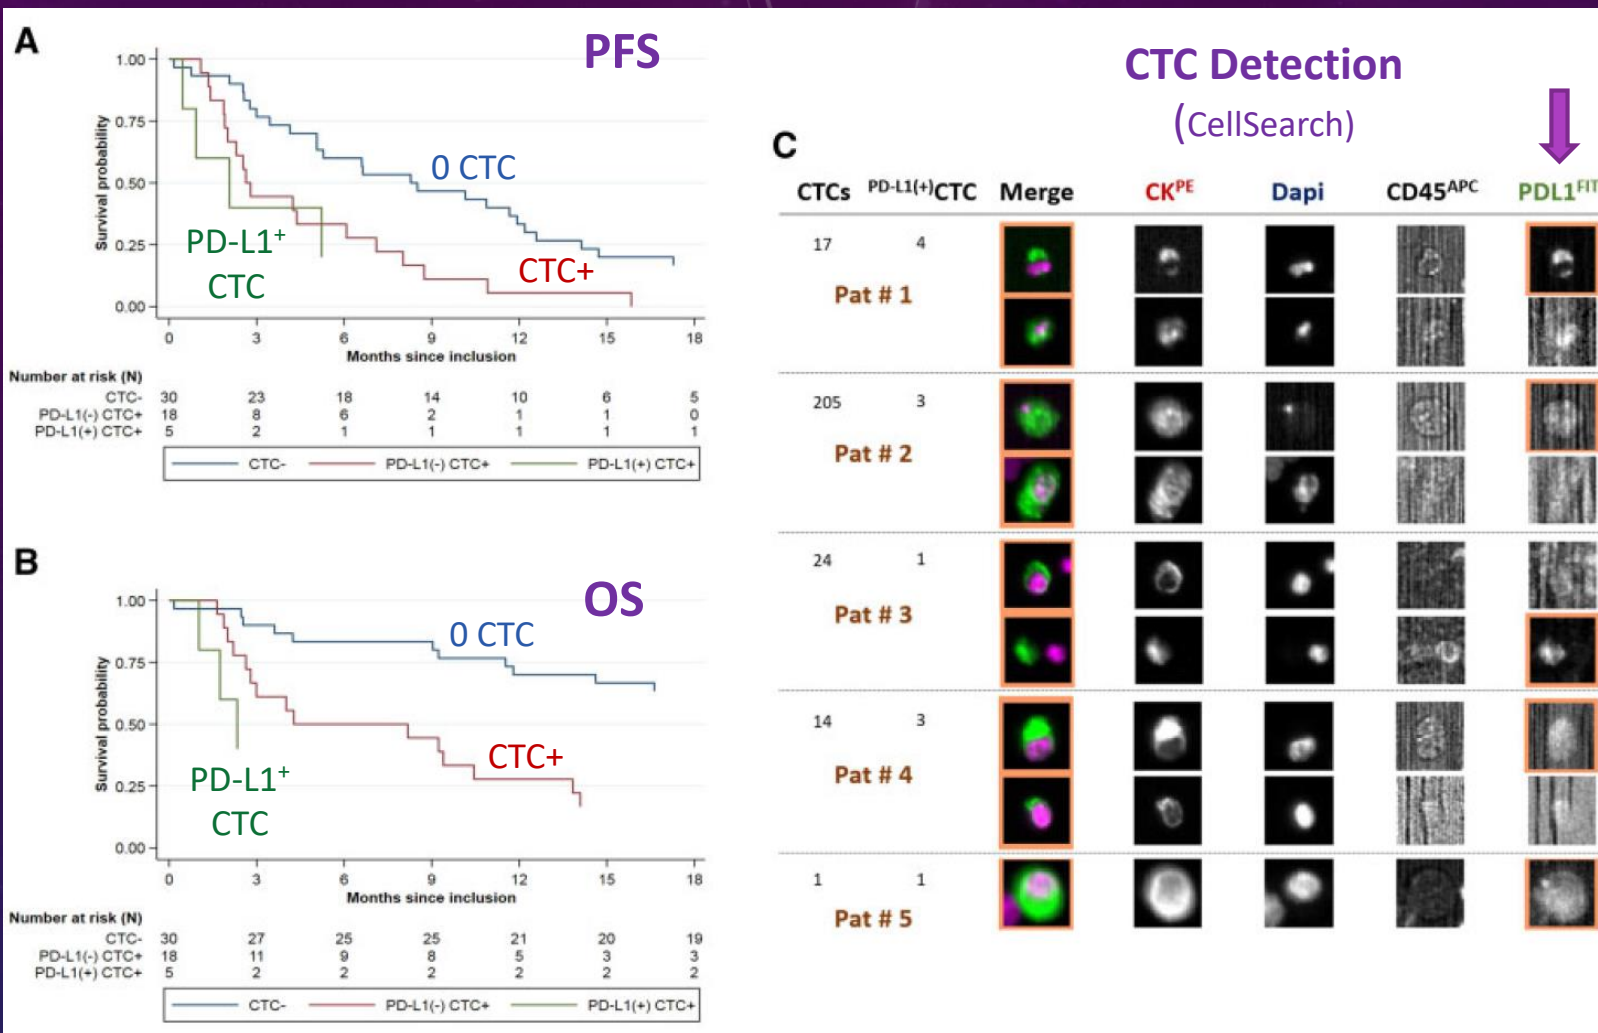 A
PFS
1.00
0.75
0.50
0.25
0.00
Survival probability
0 CTC
PD-L1+
CTC
CTC+
0 3 6 9 12 15 18
Months since inclusion
Number at risk (N)
CTC- 30 23 18 14 10 6 5
PD-L1(-) CTC+ 18 8 6 2 1 1 0
PD-L1(+) CTC+ 5 2 1 1 1 1 1
CTC- PD-L1(-) CTC+ PD-L1(+) CTC+
B
OS
1.00
0.75
0.50
0.25
0.00
Survival probability
0 CTC
CTC+
PD-L1+
CTC
0 3 6 9 12 15 18
Months since inclusion
Number at risk (N)
CTC- 30 27 25 25 21 20 19
PD-L1(-) CTC+ 18 11 9 8 5 3 3
PD-L1(+) CTC+ 5 2 2 2 2 2 2
CTC- PD-L1(-) CTC+ PD-L1(+) CTC+
CTC Detection
(CellSearch)
C
CTCs PD-L1(+)CTC Merge CKPE Dapi CD45APC PDL1FIT
17 4
Pat # 1
205 3
Pat # 2
24 1
Pat # 3
14 3
Pat # 4
1 1
Pat # 5